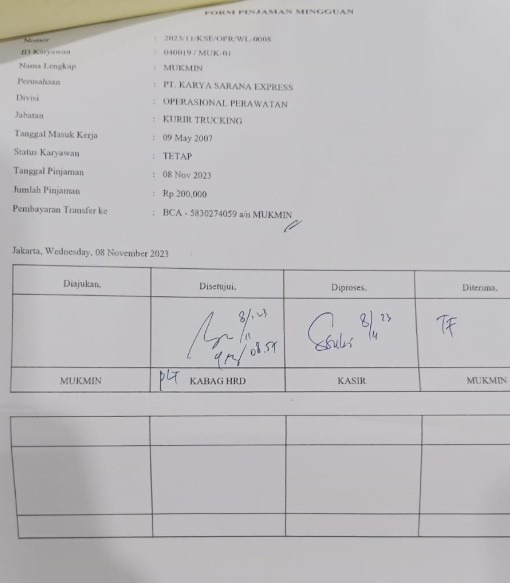 FORM PINJAMAN MINGGUAN
Nomor : 2023/11/KSE/OPR/WL-0008
ID Karyawan : 040019 / MUK-01
Nama Lengkap : MUKMIN
Perusahaan : PT. KARYA SARANA EXPRESS
Divisi : OPERASIONAL PERAWATAN
Jabatan : KURIR TRUCKING
Tanggal Masuk Kerja : 09 May 2007
Status Karyawan : TETAP
Tanggal Pinjaman : 08 Nov 2023
Jumlah Pinjaman : Rp 200,000
Pembayaran Transfer ke : BCA - 5830274059 a/n MUKMIN
Jakarta, Wednesday, 08 November 2023
Diajukan, Disetujui, Diproses, Diterima,
8/11 23 8/11 23 TF
08.59
MUKMIN PLT KABAG HRD KASIR MUKMIN